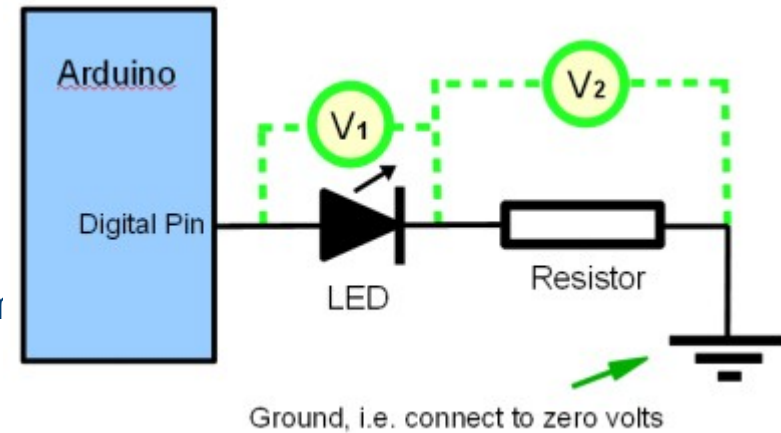 Arduino
V1
V2
Digital Pin
LED
Resistor
Ground, i.e. connect to zero volts